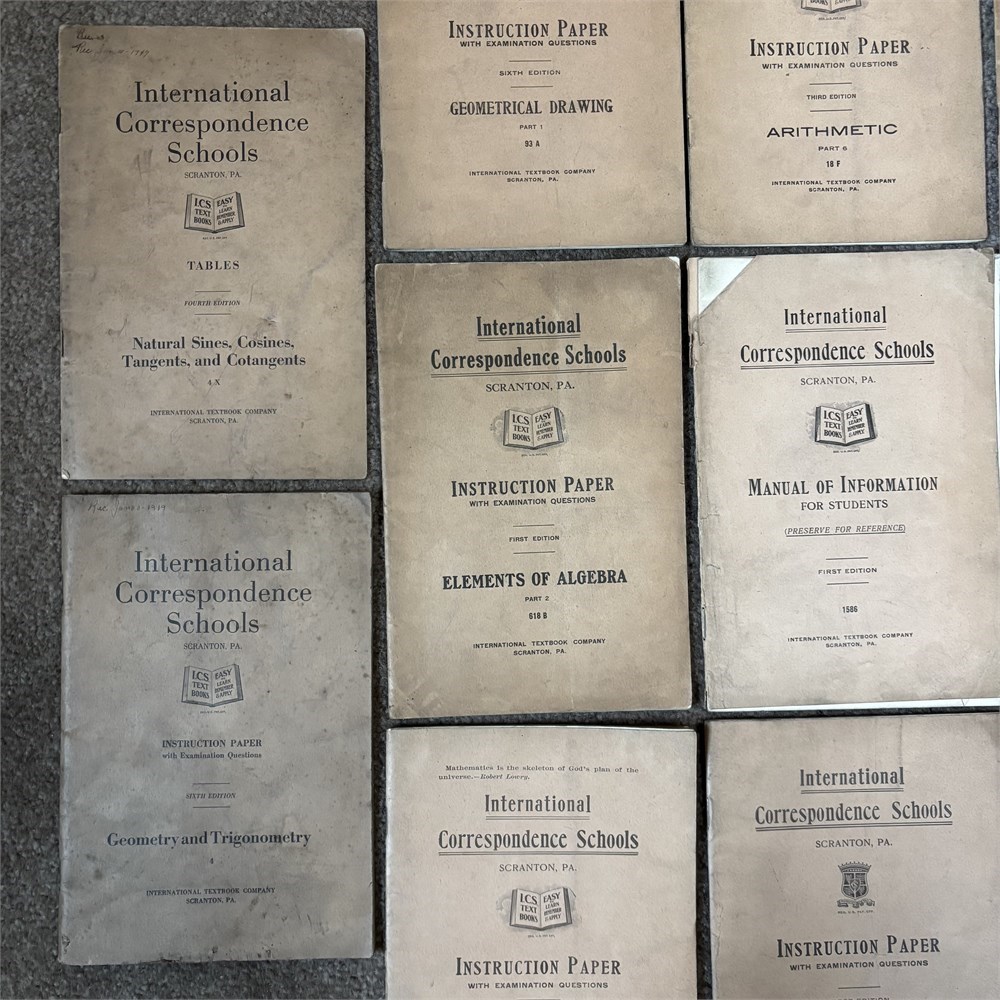 International
Correspondence
Schools
SCRANTON, PA.
I.C.S. EASY
TEXT TO LEARN
BOOKS REMEMBER
& APPLY
TABLES
FOURTH EDITION
Natural Sines, Cosines,
Tangents, and Cotangents
4 X
INTERNATIONAL TEXTBOOK COMPANY
SCRANTON, PA.
International
Correspondence
Schools
SCRANTON, PA.
I.C.S. EASY
TEXT TO LEARN
BOOKS REMEMBER
& APPLY
INSTRUCTION PAPER
with Examination Questions
SIXTH EDITION
Geometry and Trigonometry
4
INTERNATIONAL TEXTBOOK COMPANY
SCRANTON, PA.
INSTRUCTION PAPER
WITH EXAMINATION QUESTIONS
SIXTH EDITION
GEOMETRICAL DRAWING
PART 1
93 A
INTERNATIONAL TEXTBOOK COMPANY
SCRANTON, PA.
International
Correspondence Schools
SCRANTON, PA.
I.C.S. EASY
TEXT TO LEARN
BOOKS REMEMBER
& APPLY
INSTRUCTION PAPER
WITH EXAMINATION QUESTIONS
FIRST EDITION
ELEMENTS OF ALGEBRA
PART 2
618 B
INTERNATIONAL TEXTBOOK COMPANY
SCRANTON, PA.
Mathematics is the skeleton of God's plan of the
universe.—Robert Lowry.
International
Correspondence Schools
SCRANTON, PA.
I.C.S. EASY
TEXT TO LEARN
BOOKS REMEMBER
& APPLY
INSTRUCTION PAPER
WITH EXAMINATION QUESTIONS
INSTRUCTION PAPER
WITH EXAMINATION QUESTIONS
THIRD EDITION
ARITHMETIC
PART 6
18 F
INTERNATIONAL TEXTBOOK COMPANY
SCRANTON, PA.
International
Correspondence Schools
SCRANTON, PA.
I.C.S. EASY
TEXT TO LEARN
BOOKS REMEMBER
& APPLY
MANUAL OF INFORMATION
FOR STUDENTS
(PRESERVE FOR REFERENCE)
FIRST EDITION
1586
INTERNATIONAL TEXTBOOK COMPANY
SCRANTON, PA.
International
Correspondence Schools
SCRANTON, PA.
INSTRUCTION PAPER
WITH EXAMINATION QUESTIONS